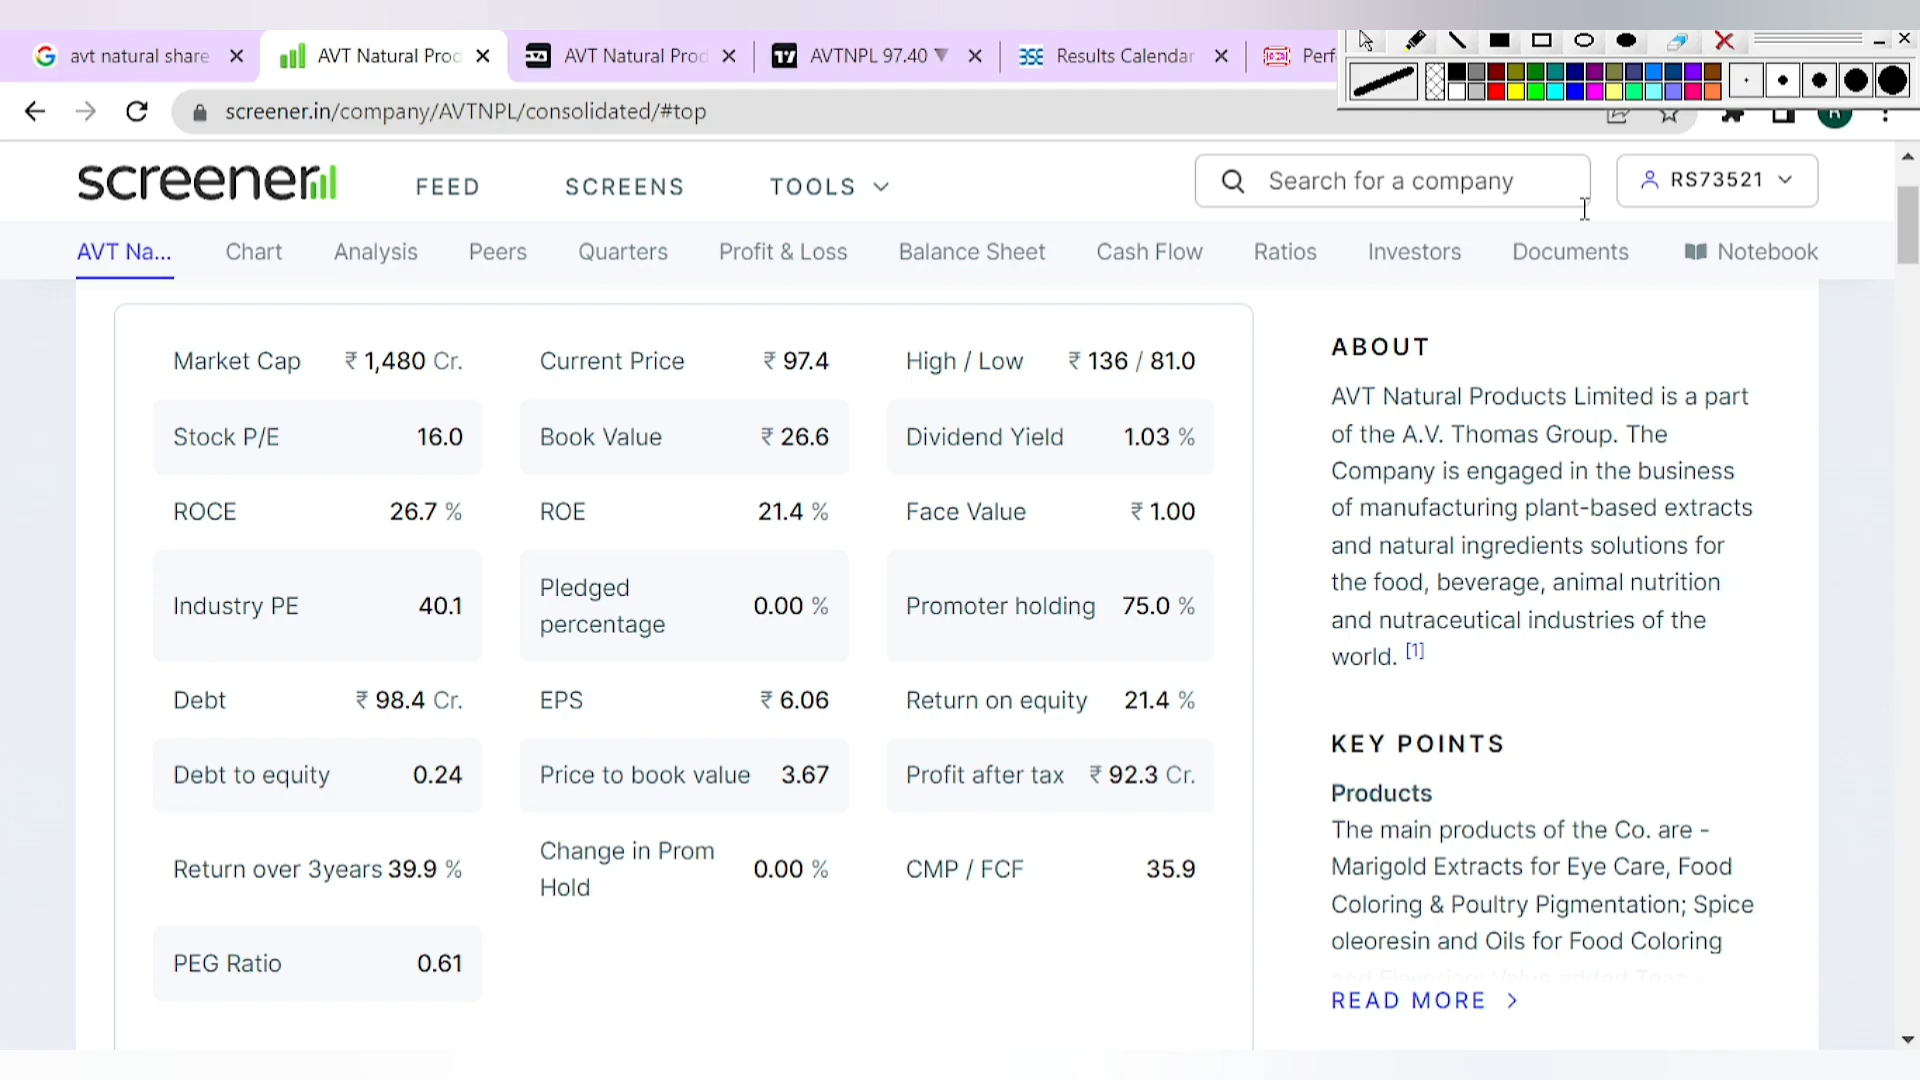 avt natural share
AVT Natural Prod
AVT Natural Prod
AVTNPL 97.40 ▼
Results Calendar
Perf
screener.in/company/AVTNPL/consolidated/#top
screener
FEED
SCREENS
TOOLS
Search for a company
RS73521
AVT Na...
Chart
Analysis
Peers
Quarters
Profit & Loss
Balance Sheet
Cash Flow
Ratios
Investors
Documents
Notebook
Market Cap ₹ 1,480 Cr.
Current Price ₹ 97.4
High / Low ₹ 136 / 81.0
Stock P/E 16.0
Book Value ₹ 26.6
Dividend Yield 1.03 %
ROCE 26.7 %
ROE 21.4 %
Face Value ₹ 1.00
Industry PE 40.1
Pledged
percentage 0.00 %
Promoter holding 75.0 %
Debt ₹ 98.4 Cr.
EPS ₹ 6.06
Return on equity 21.4 %
Debt to equity 0.24
Price to book value 3.67
Profit after tax ₹ 92.3 Cr.
Return over 3years 39.9 %
Change in Prom
Hold 0.00 %
CMP / FCF 35.9
PEG Ratio 0.61
ABOUT
AVT Natural Products Limited is a part
of the A.V. Thomas Group. The
Company is engaged in the business
of manufacturing plant-based extracts
and natural ingredients solutions for
the food, beverage, animal nutrition
and nutraceutical industries of the
world. [1]
KEY POINTS
Products
The main products of the Co. are -
Marigold Extracts for Eye Care, Food
Coloring & Poultry Pigmentation; Spice
oleoresin and Oils for Food Coloring
and Flavoring; Value added Teas -
READ MORE